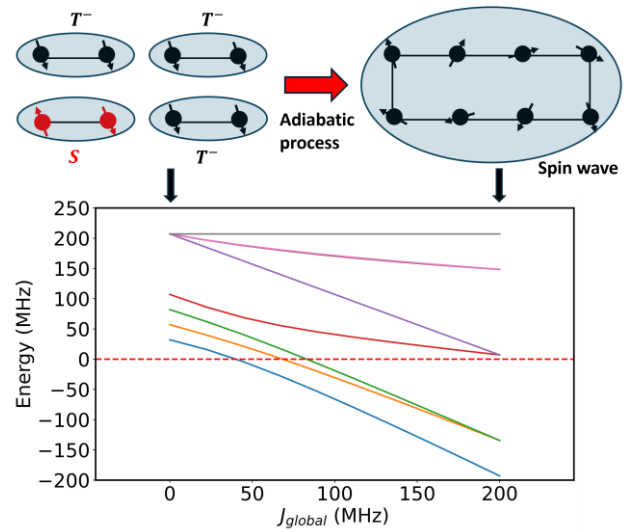 T⁻ T⁻
S T⁻
Adiabatic
process
Spin wave
Energy (MHz)
250
200
150
100
50
0
−50
−100
−150
−200
0 50 100 150 200
J_global (MHz)